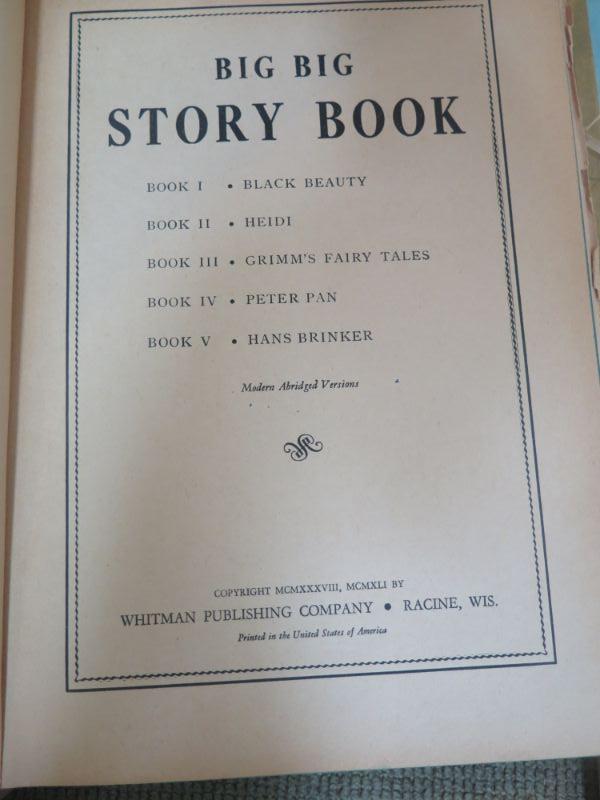 BIG BIG
STORY BOOK
BOOK I • BLACK BEAUTY
BOOK II • HEIDI
BOOK III • GRIMM'S FAIRY TALES
BOOK IV • PETER PAN
BOOK V • HANS BRINKER
Modern Abridged Versions
COPYRIGHT MCMXXXVIII, MCMXLI BY
WHITMAN PUBLISHING COMPANY • RACINE, WIS.
Printed in the United States of America